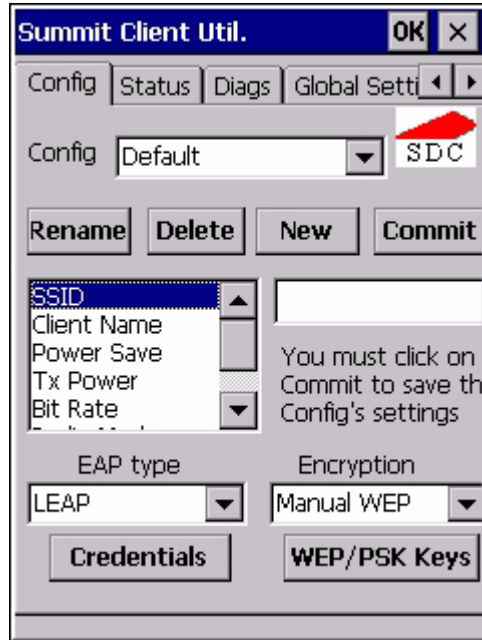 Summit Client Util. OK ×
Config Status Diags Global Setti
Config Default SDC
Rename Delete New Commit
SSID
Client Name
Power Save
Tx Power
Bit Rate
You must click on
Commit to save th
Config's settings
EAP type Encryption
LEAP Manual WEP
Credentials WEP/PSK Keys